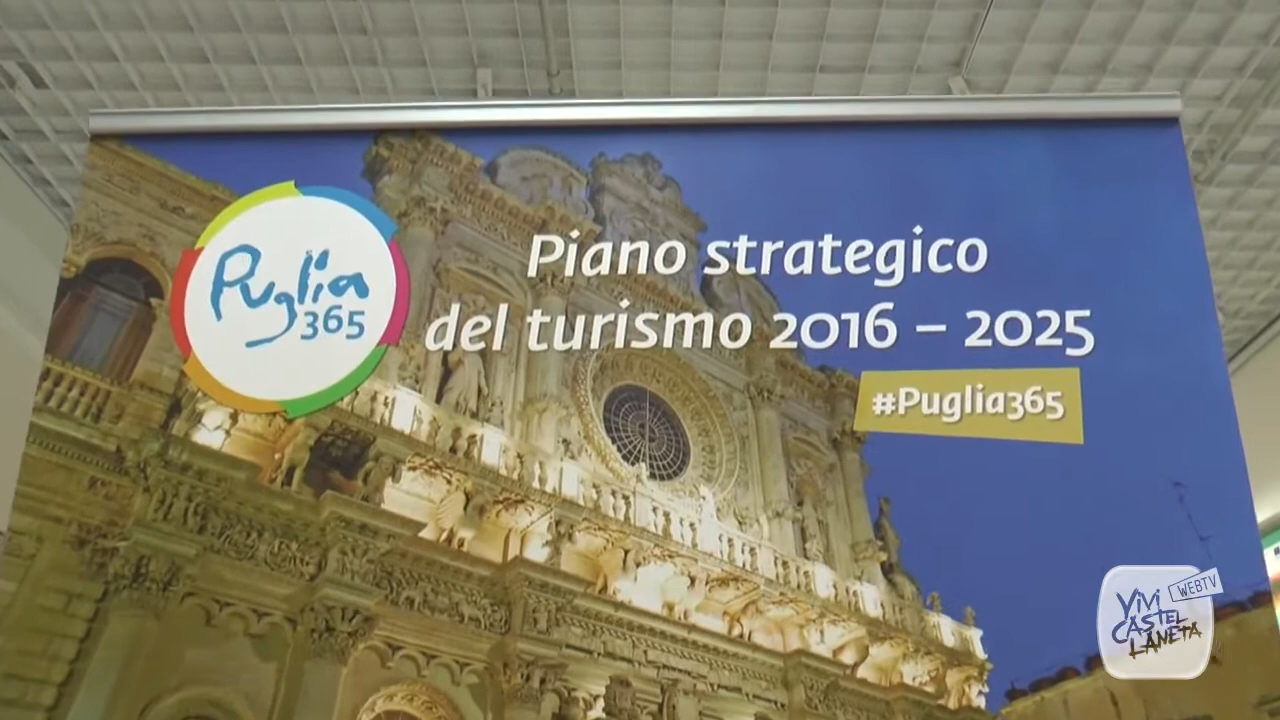 Puglia
365
Piano strategico
del turismo 2016 – 2025
#Puglia365
WEBTV
VIVI
CASTEL
LANETA